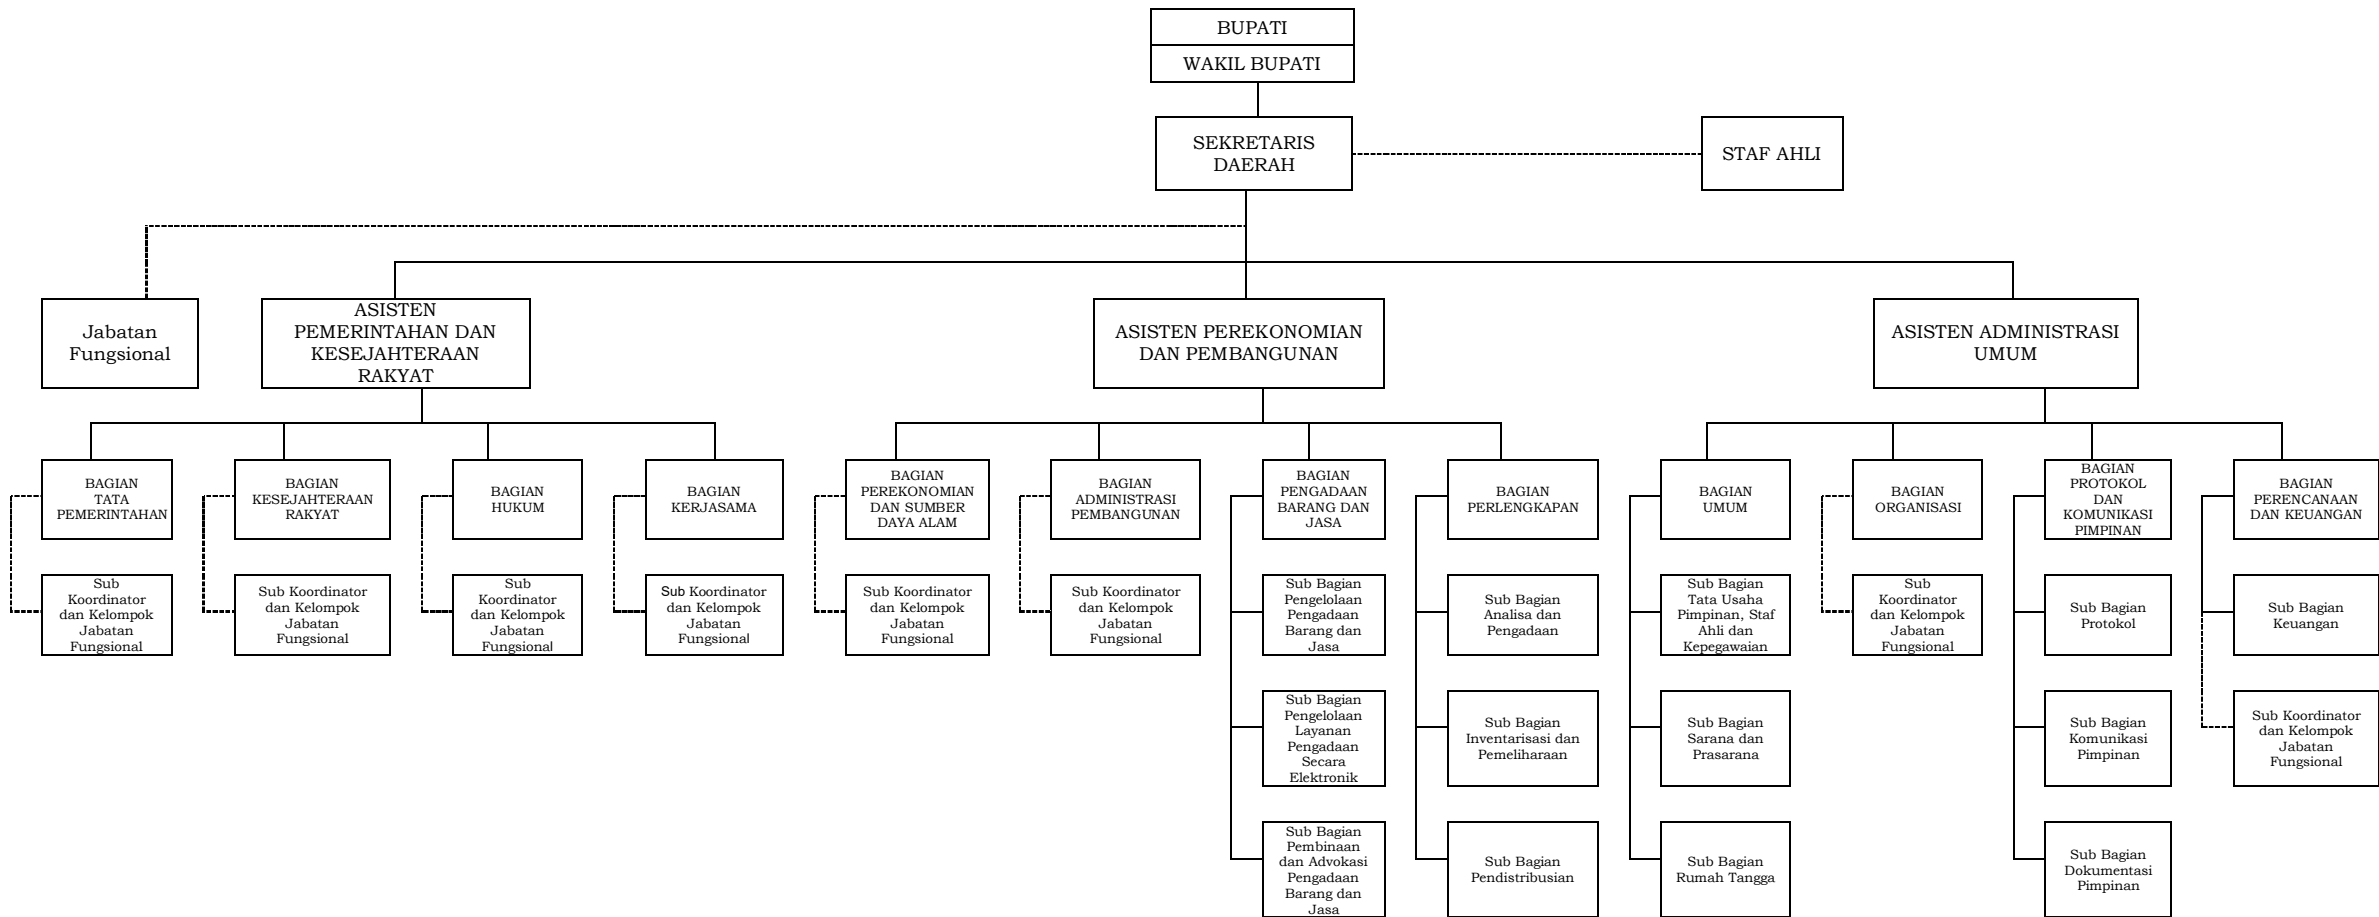 BUPATI
WAKIL BUPATI
SEKRETARIS
DAERAH
STAF AHLI
Jabatan
Fungsional
ASISTEN
PEMERINTAHAN DAN
KESEJAHTERAAN
RAKYAT
ASISTEN PEREKONOMIAN
DAN PEMBANGUNAN
ASISTEN ADMINISTRASI
UMUM
BAGIAN
TATA
PEMERINTAHAN
BAGIAN
KESEJAHTERAAN
RAKYAT
BAGIAN
HUKUM
BAGIAN
KERJASAMA
BAGIAN
PEREKONOMIAN
DAN SUMBER
DAYA ALAM
BAGIAN
ADMINISTRASI
PEMBANGUNAN
BAGIAN
PENGADAAN
BARANG DAN
JASA
BAGIAN
PERLENGKAPAN
BAGIAN
UMUM
BAGIAN
ORGANISASI
BAGIAN
PROTOKOL
DAN
KOMUNIKASI
PIMPINAN
BAGIAN
PERENCANAAN
DAN KEUANGAN
Sub
Koordinator
dan Kelompok
Jabatan
Fungsional
Sub Koordinator
dan Kelompok
Jabatan
Fungsional
Sub
Koordinator
dan Kelompok
Jabatan
Fungsional
Sub Koordinator
dan Kelompok
Jabatan
Fungsional
Sub Koordinator
dan Kelompok
Jabatan
Fungsional
Sub Koordinator
dan Kelompok
Jabatan
Fungsional
Sub Bagian
Pengelolaan
Pengadaan
Barang dan
Jasa
Sub Bagian
Analisa dan
Pengadaan
Sub Bagian
Tata Usaha
Pimpinan, Staf
Ahli dan
Kepegawaian
Sub
Koordinator
dan Kelompok
Jabatan
Fungsional
Sub Bagian
Protokol
Sub Bagian
Keuangan
Sub Bagian
Pengelolaan
Layanan
Pengadaan
Secara
Elektronik
Sub Bagian
Inventarisasi dan
Pemeliharaan
Sub Bagian
Sarana dan
Prasarana
Sub Bagian
Komunikasi
Pimpinan
Sub Koordinator
dan Kelompok
Jabatan
Fungsional
Sub Bagian
Pembinaan
dan Advokasi
Pengadaan
Barang dan
Jasa
Sub Bagian
Pendistribusian
Sub Bagian
Rumah Tangga
Sub Bagian
Dokumentasi
Pimpinan